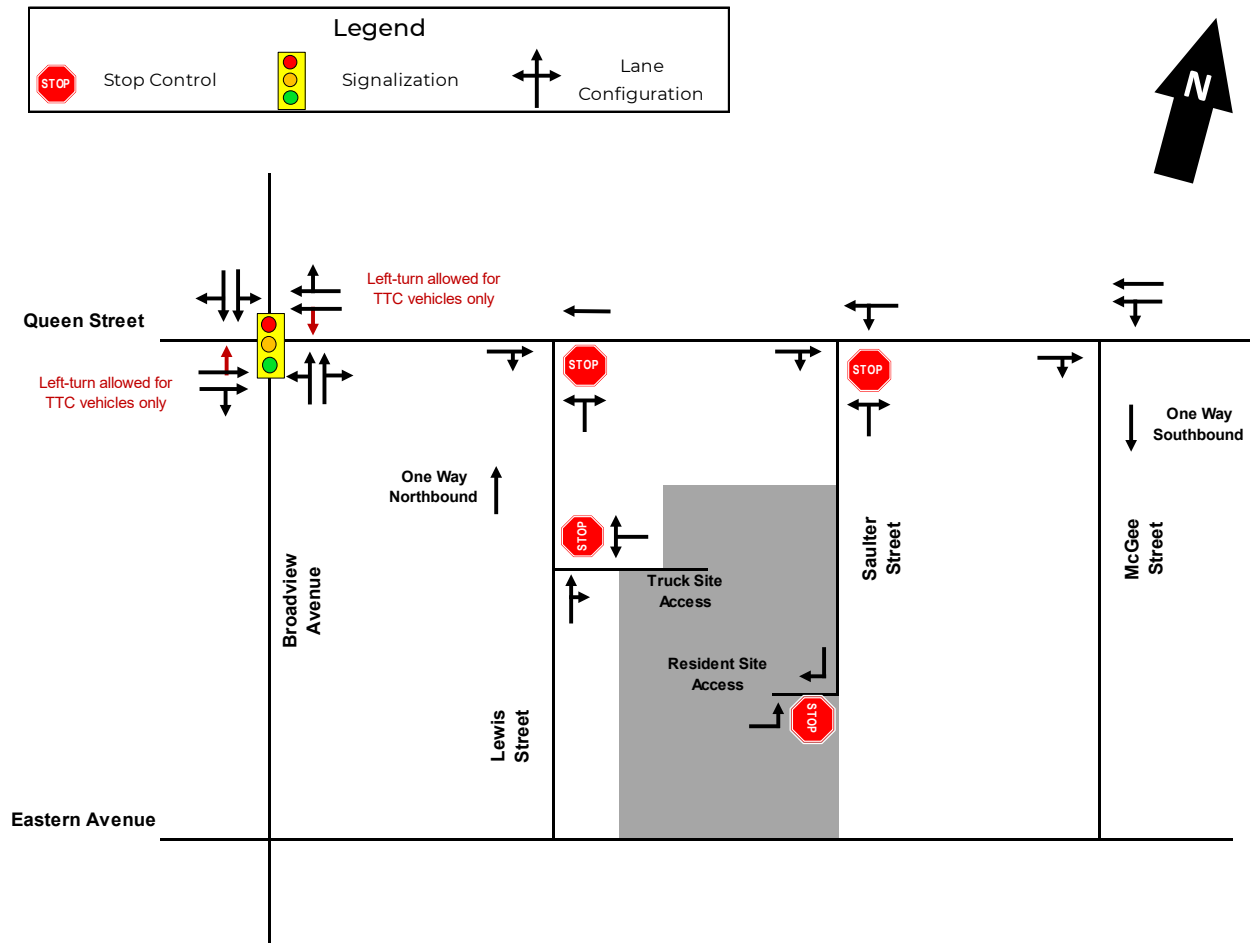 Legend
STOP
Stop Control
Signalization
Lane
Configuration
N
Left-turn allowed for
TTC vehicles only
Queen Street
Left-turn allowed for
TTC vehicles only
STOP
STOP
One Way
Southbound
One Way
Northbound
STOP
Saulter
Street
McGee
Street
Broadview
Avenue
Truck Site
Access
Resident Site
Access
STOP
Lewis
Street
Eastern Avenue